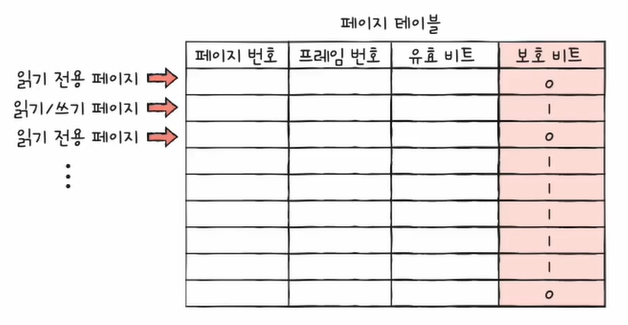 페이지 테이블
페이지 번호 프레임 번호 유효 비트 보호 비트
읽기 전용 페이지 0
읽기/쓰기 페이지 1
읽기 전용 페이지 0
1
1
1
1
1
0